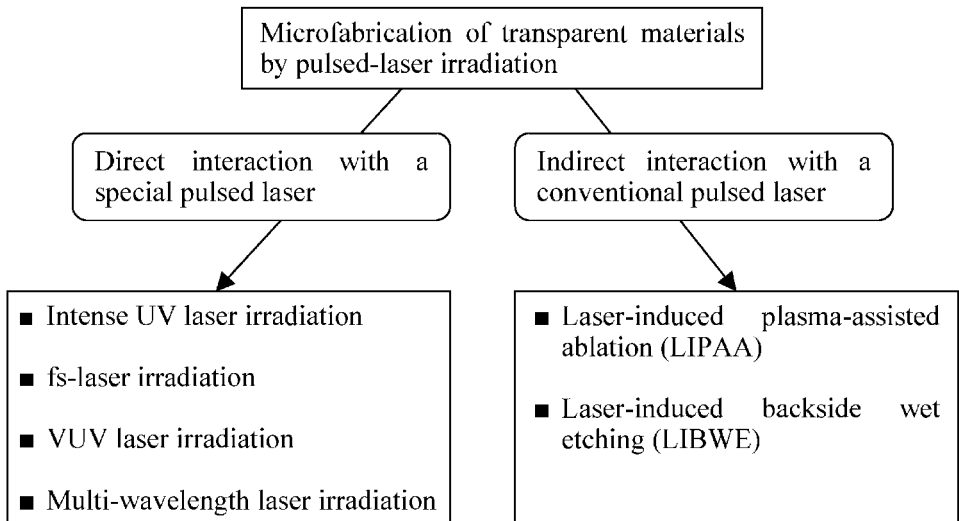 Microfabrication of transparent materials
by pulsed-laser irradiation
Direct interaction with a
special pulsed laser
Indirect interaction with a
conventional pulsed laser
■ Intense UV laser irradiation
■ fs-laser irradiation
■ VUV laser irradiation
■ Multi-wavelength laser irradiation
■ Laser-induced plasma-assisted
ablation (LIPAA)
■ Laser-induced backside wet
etching (LIBWE)